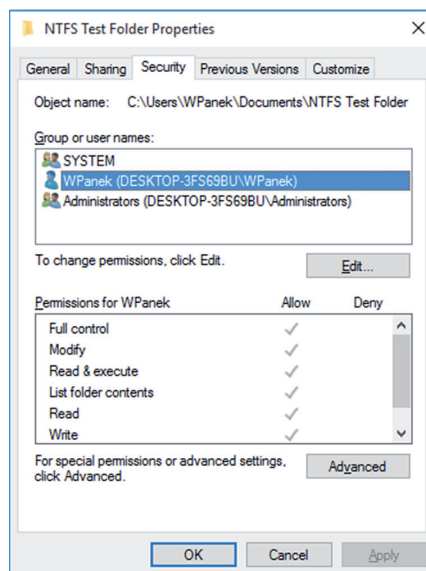 NTFS Test Folder Properties
General Sharing Security Previous Versions Customize
Object name: C:\Users\WPanek\Documents\NTFS Test Folder
Group or user names:
SYSTEM
WPanek (DESKTOP-3FS69BU\WPanek)
Administrators (DESKTOP-3FS69BU\Administrators)
To change permissions, click Edit.
Edit...
Permissions for WPanek Allow Deny
Full control
Modify
Read & execute
List folder contents
Read
Write
For special permissions or advanced settings,
click Advanced.
Advanced
OK Cancel Apply